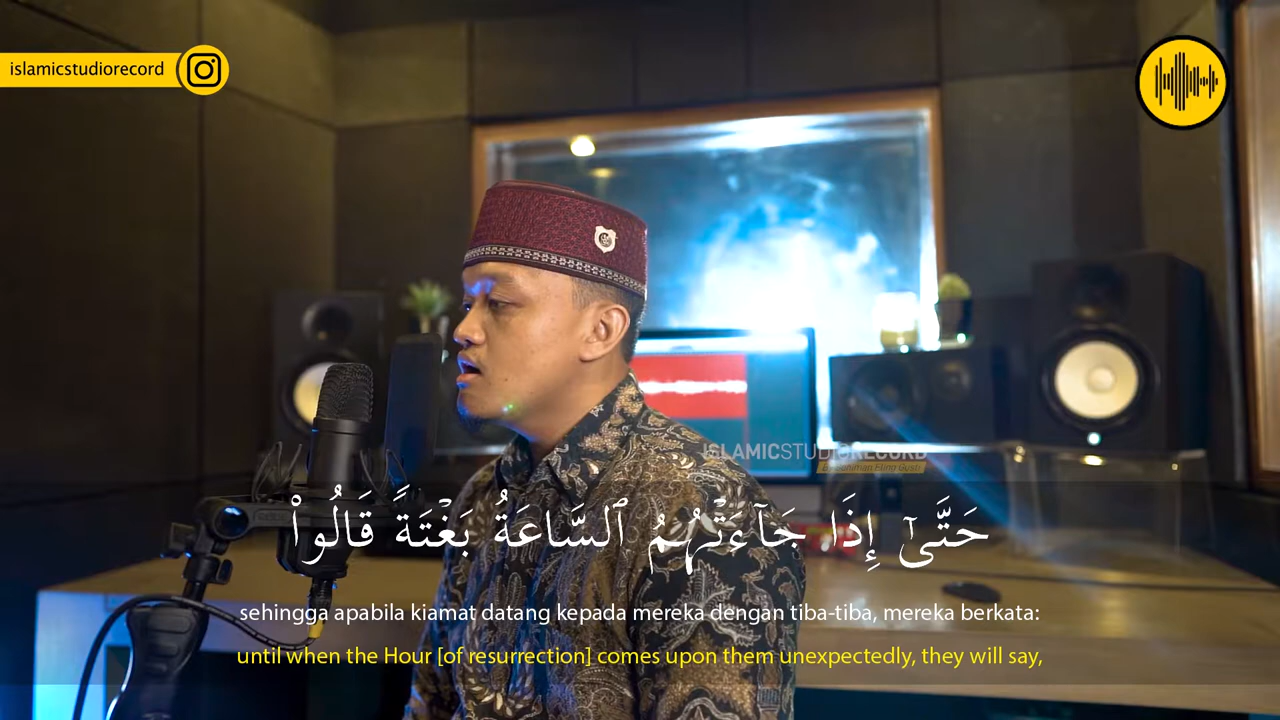 islamicstudiorecord
ISLAMICSTUDIORECORD
حَتَّىٰٓ إِذَا جَآءَتْهُمُ ٱلسَّاعَةُ بَغْتَةً قَالُوا۟
sehingga apabila kiamat datang kepada mereka dengan tiba-tiba, mereka berkata:
until when the Hour [of resurrection] comes upon them unexpectedly, they will say,